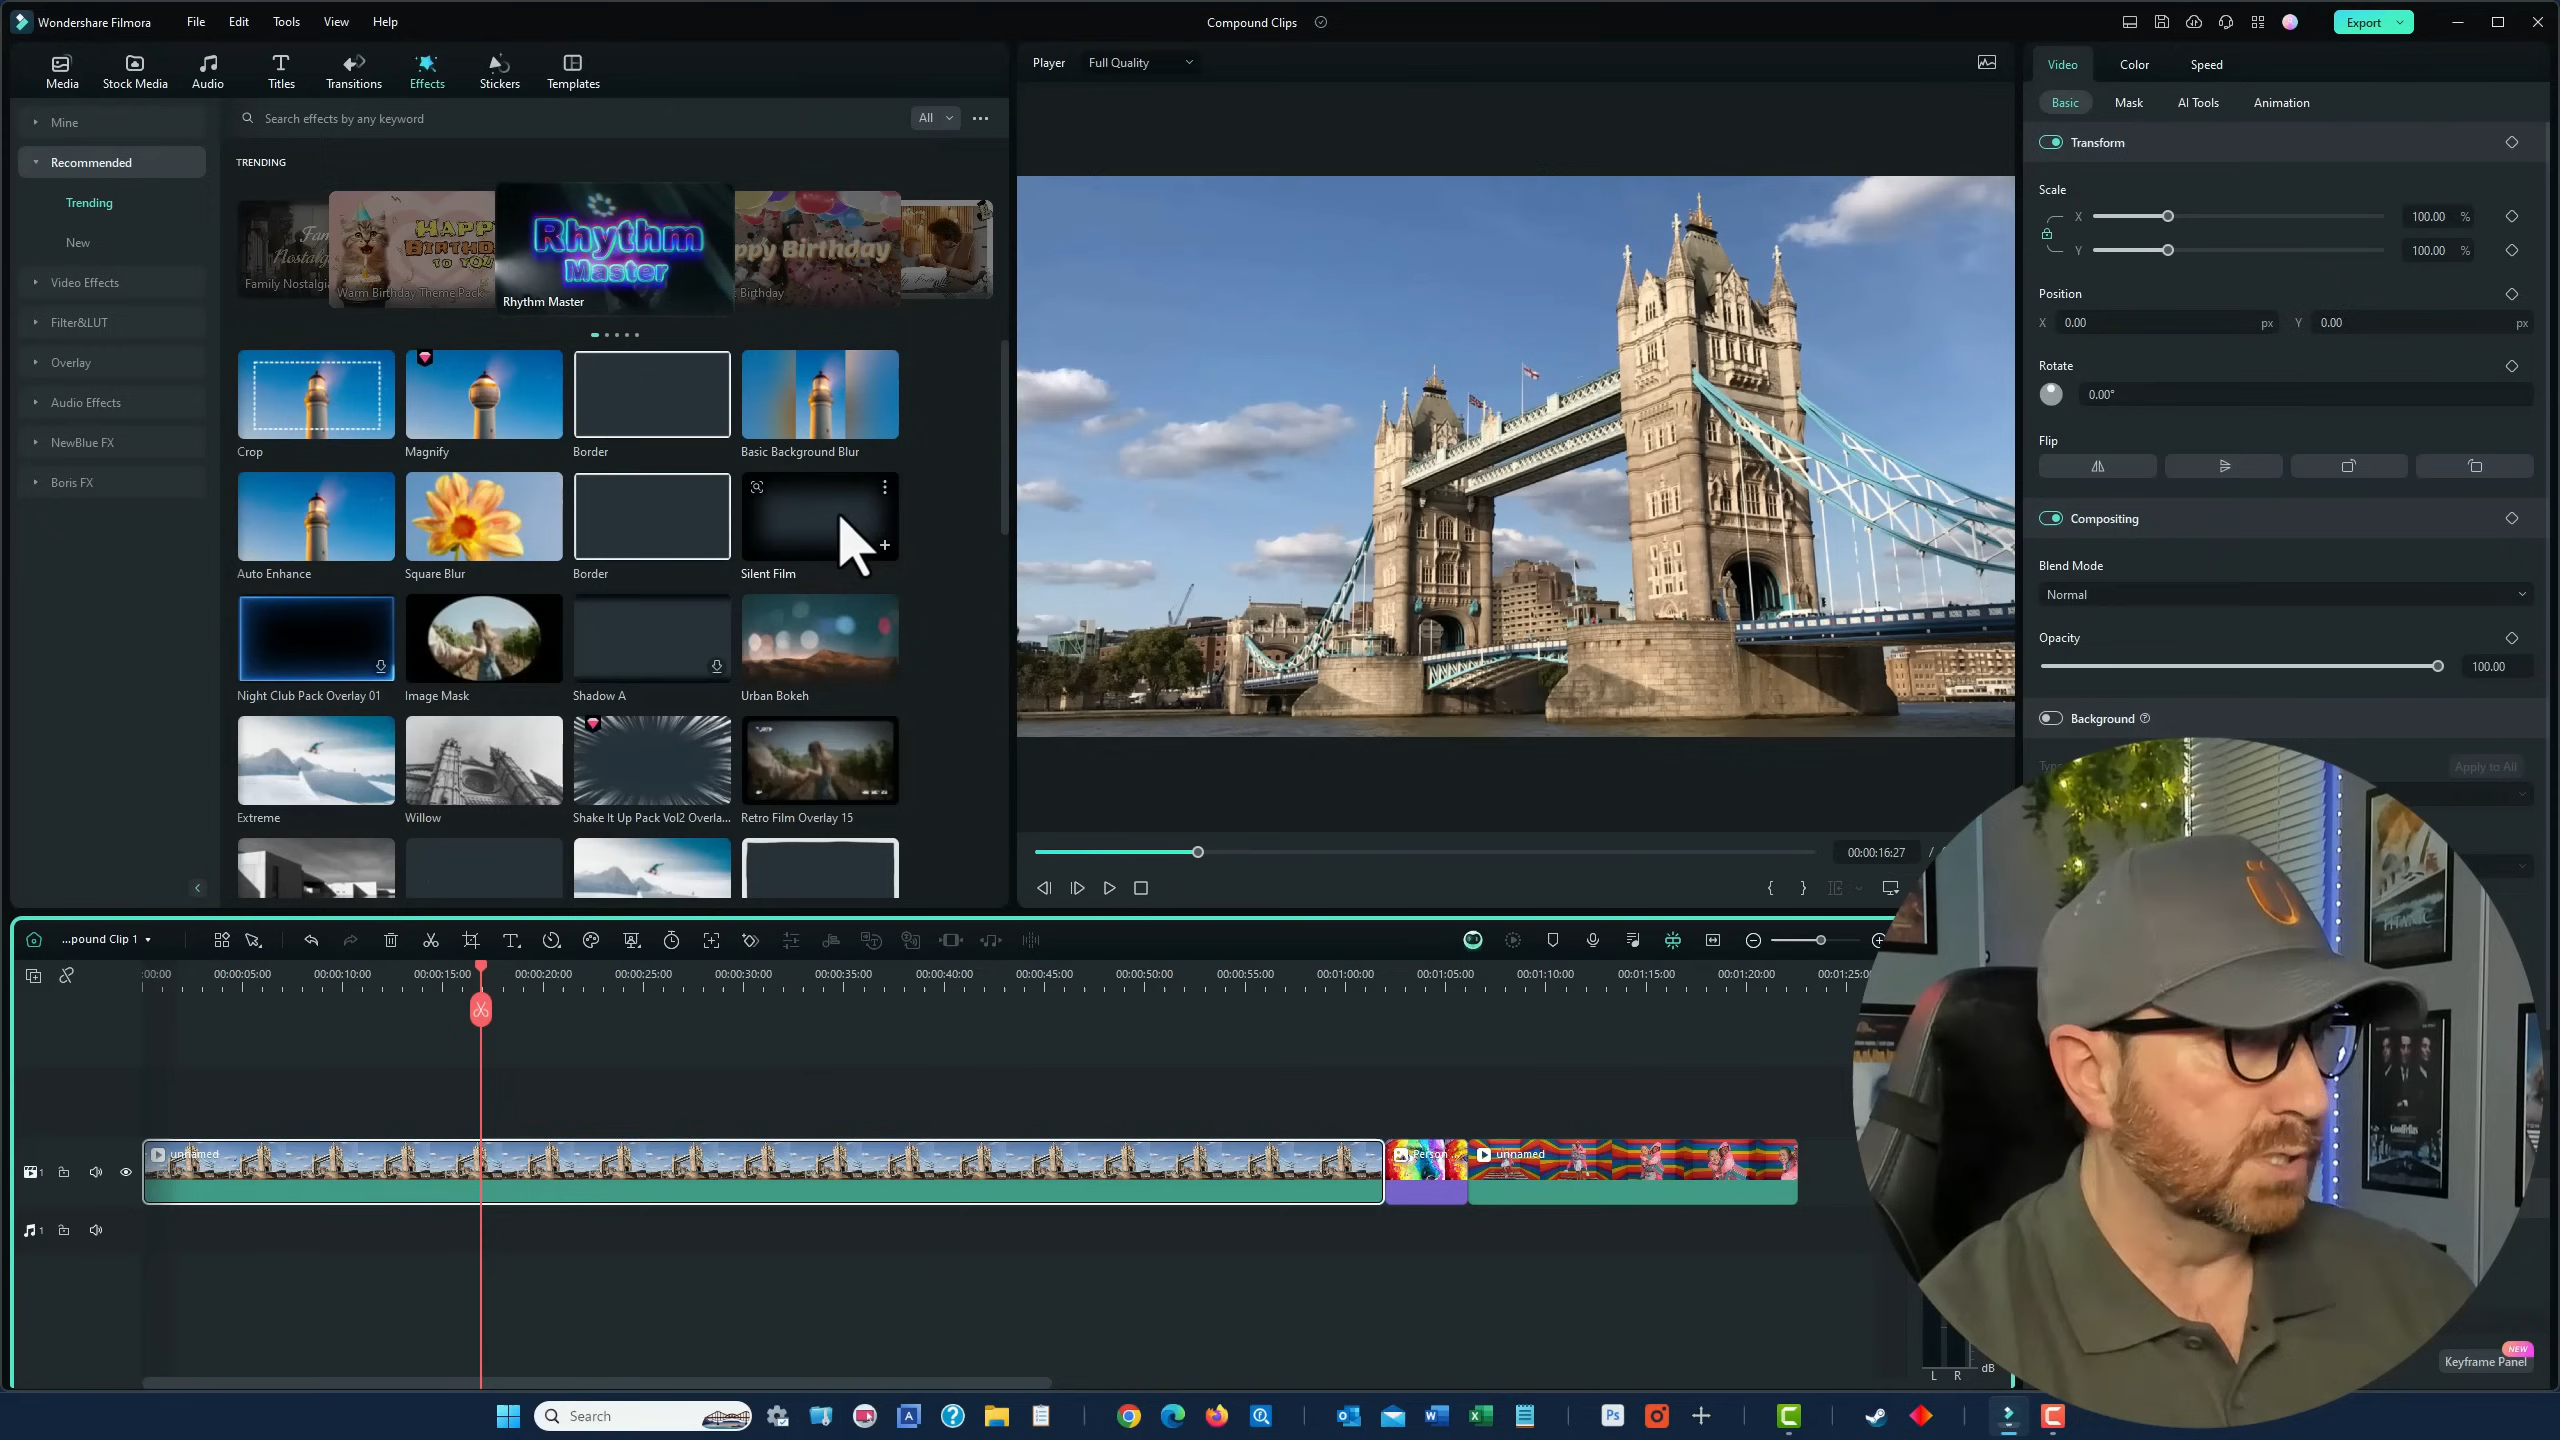 Wondershare Filmora File Edit Tools View Help Compound Clips Export
Media Stock Media Audio Titles Transitions Effects Stickers Templates
Player Full Quality
Video Color Speed
Mine
Search effects by any keyword All
Basic Mask AI Tools Animation
Recommended
TRENDING
Transform
Trending
New
Video Effects
Filter&LUT
Overlay
Audio Effects
NewBlue FX
Boris FX
Family Nostalgia
HAPPY BIRTHDAY TO YOU
Warm Birthday Theme Pack
Rhythm
Master
Rhythm Master
ppy Birthday
Birthday
Scale
X 100.00 %
Y 100.00 %
Position
X 0.00 px Y 0.00 px
Rotate
0.00°
Flip
Compositing
Blend Mode
Normal
Opacity
100.00
Background
Apply to All
Crop Magnify Border Basic Background Blur
Auto Enhance Square Blur Border Silent Film
Night Club Pack Overlay 01 Image Mask Shadow A Urban Bokeh
Extreme Willow Shake It Up Pack Vol2 Overla... Retro Film Overlay 15
00:00:16:27 /
...pound Clip 1
:00:00 00:00:05:00 00:00:10:00 00:00:15:00 00:00:20:00 00:00:25:00 00:00:30:00 00:00:35:00 00:00:40:00 00:00:45:00 00:00:50:00 00:00:55:00 00:01:00:00 00:01:05:00 00:01:10:00 00:01:15:00 00:01:20:00 00:01:25:00
unnamed Person ... unnamed
1
1
TITANIC
Goodfellas
dB
L R
NEW
Keyframe Panel
Search